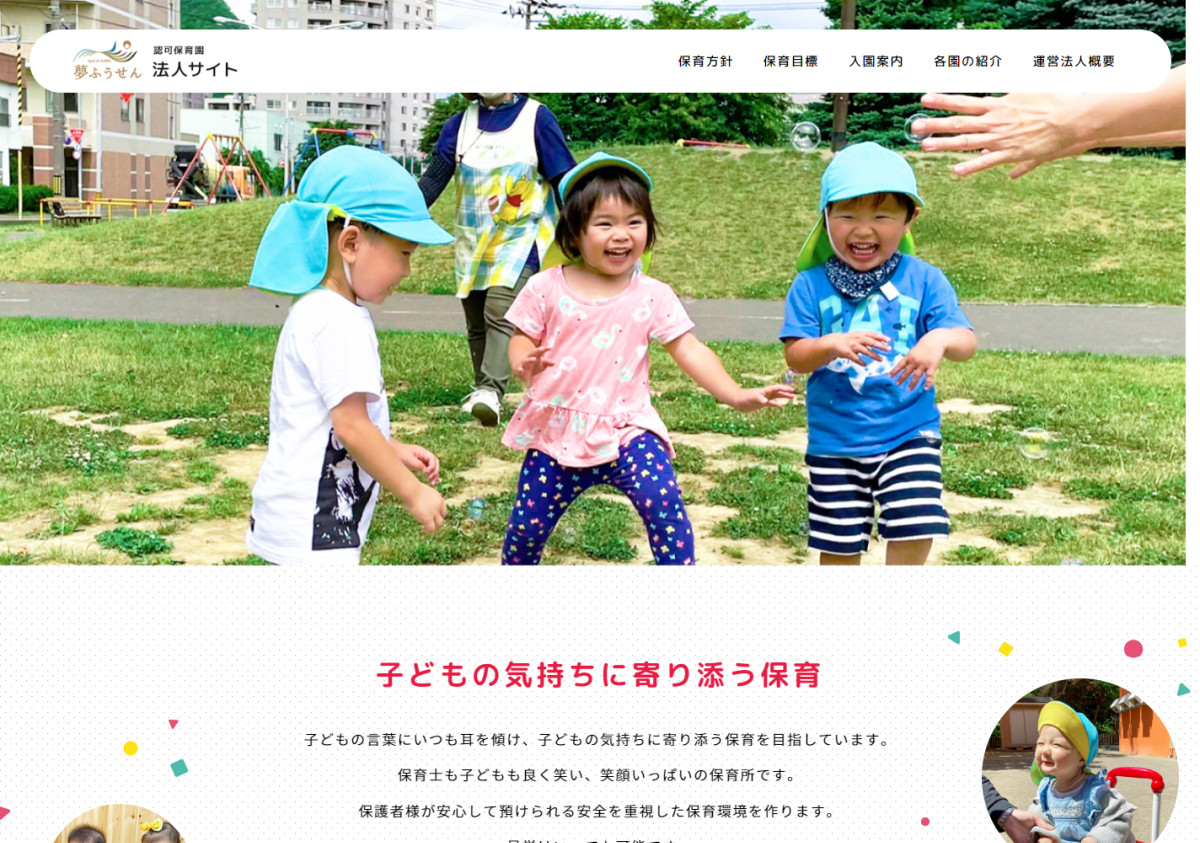 認可保育園
夢ふうせん 法人サイト
保育方針 保育目標 入園案内 各園の紹介 運営法人概要
子どもの気持ちに寄り添う保育
子どもの言葉にいつも耳を傾け、子どもの気持ちに寄り添う保育を目指しています。
保育士も子どもも良く笑い、笑顔いっぱいの保育所です。
保護者様が安心して預けられる安全を重視した保育環境を作ります。